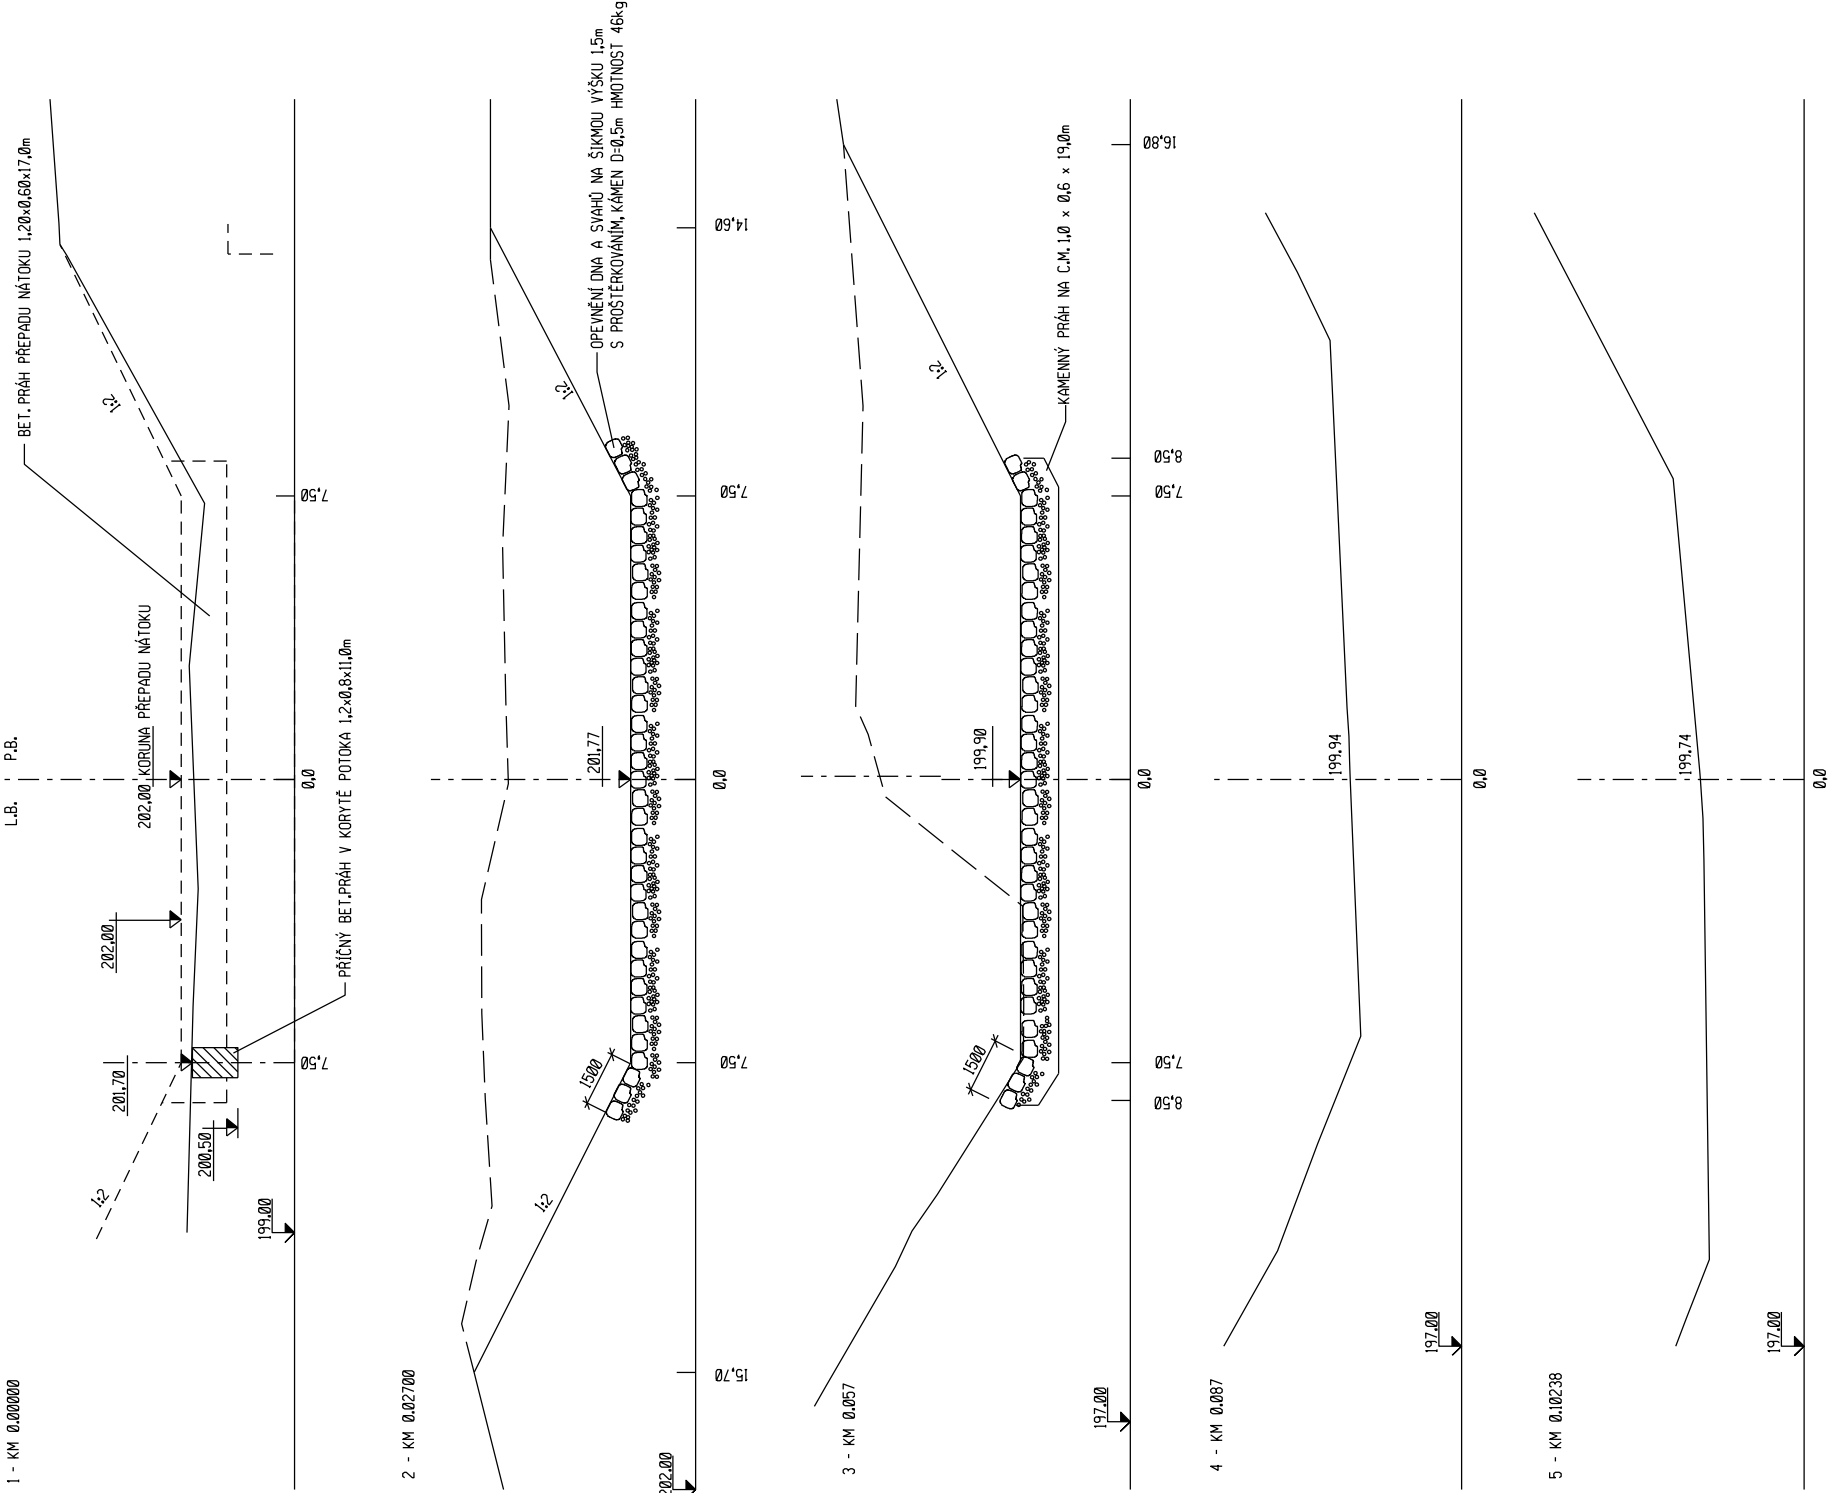 L.B. P.B.
1 - KM 0.00000
BET.PRÁH PŘEPADU NÁTOKU 1,20x0,60x17,0m
1:2
1:2
202,00 KORUNA PŘEPADU NÁTOKU
202,00
201,70
200,50
199,00
PŘÍČNÝ BET.PRÁH V KORYTĚ POTOKA 1,2x0,8x11,0m
7,50
0,0
7,50
2 - KM 0.02700
OPEVNĚNÍ DNA A SVAHŮ NA ŠIKMOU VÝŠKU 1,5m
S PROŠTĚRKOVÁNÍM, KÁMEN D=0,5m HMOTNOST 46kg
1:2
1:2
1500
201,77
202.00
15,70
7,50
0,0
7,50
14,60
3 - KM 0.057
1:2
1500
199,90
KAMENNÝ PRÁH NA C.M. 1,0 x 0,6 x 19,0m
197.00
8,50
7,50
0,0
7,50
8,50
16,80
4 - KM 0.087
199,94
197.00
0,0
5 - KM 0.10238
199,74
197.00
0,0